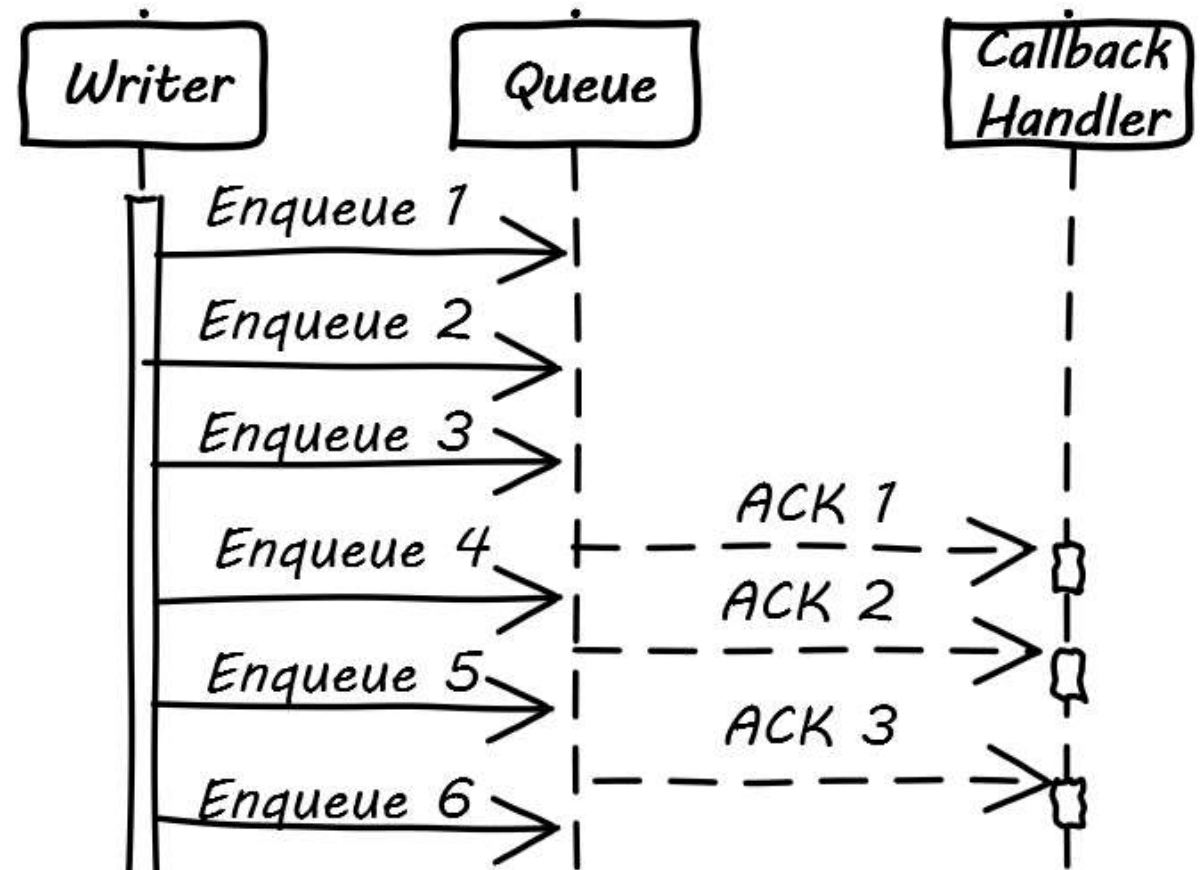 Writer
Queue
Callback
Handler
Enqueue 1
Enqueue 2
Enqueue 3
ACK 1
Enqueue 4
ACK 2
Enqueue 5
ACK 3
Enqueue 6